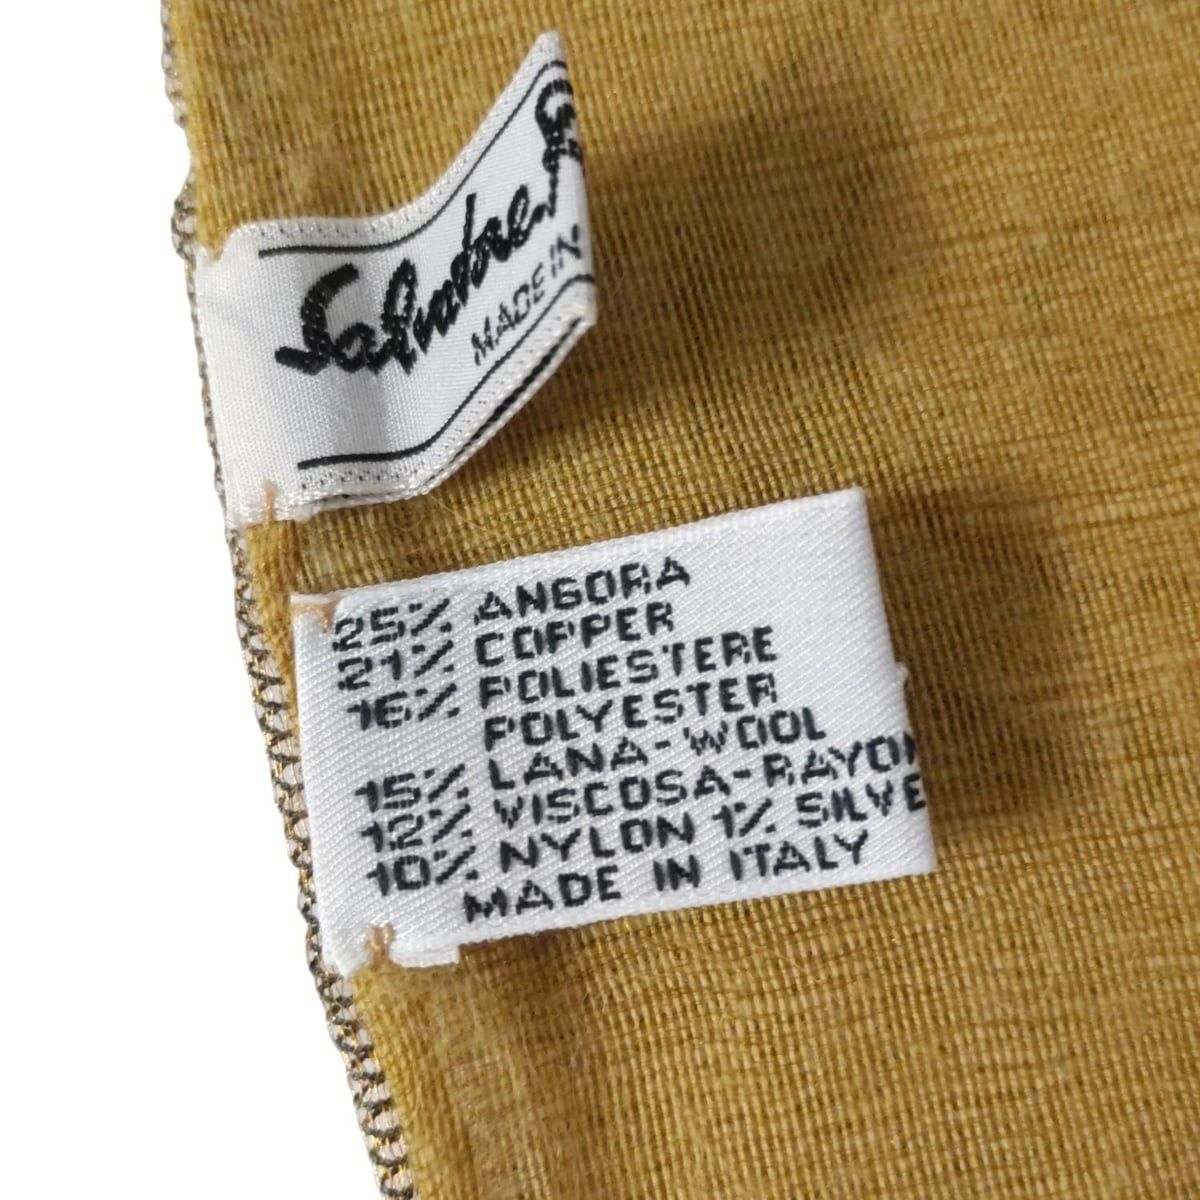 Salvatore
MADE IN
25% ANGORA
21% COPPER
16% POLIESTERE
POLYESTER
15% LANA-WOOL
12% VISCOSA-RAYON
10% NYLON 1% SILVE
MADE IN ITALY